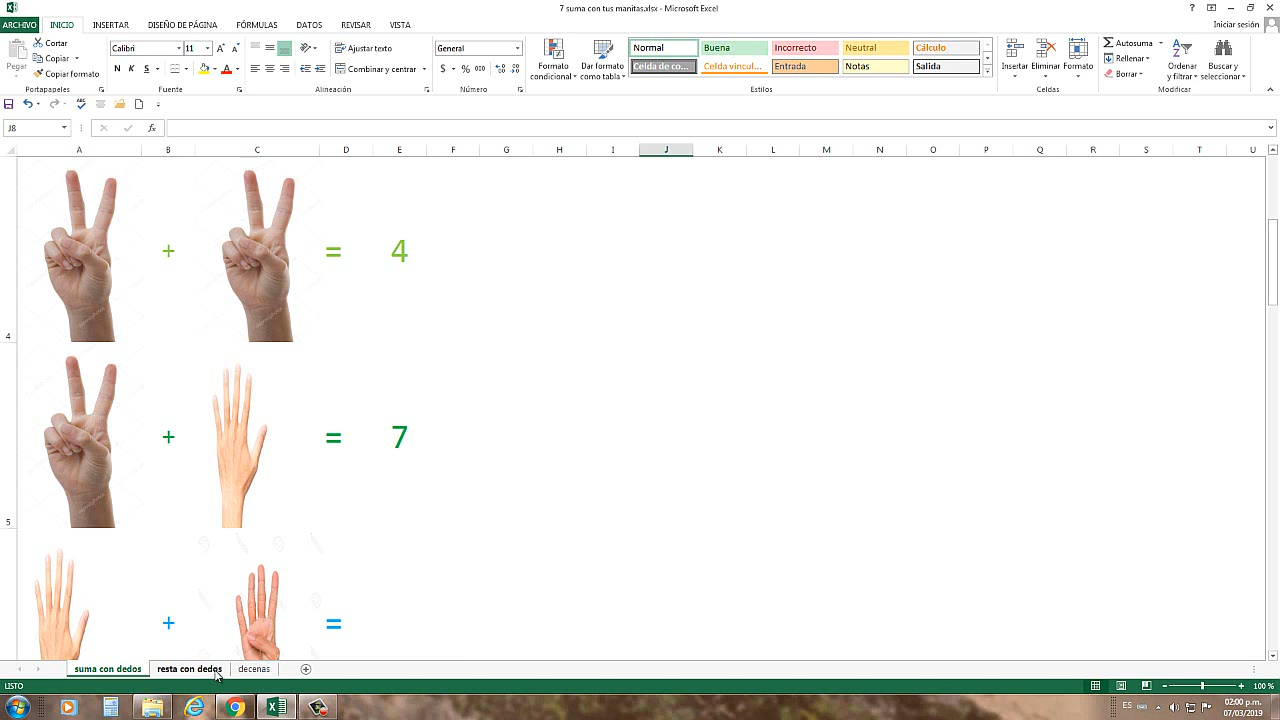 7 suma con tus manitas.xlsx - Microsoft Excel
ARCHIVO INICIO INSERTAR DISEÑO DE PÁGINA FÓRMULAS DATOS REVISAR VISTA Iniciar sesión
Pegar
Cortar
Copiar
Copiar formato
Portapapeles
Calibri 11
N K S
Fuente
Ajustar texto
Combinar y centrar
Alineación
General
$ % 000
Número
Formato condicional
Dar formato como tabla
Normal Buena Incorrecto Neutral Cálculo
Celda de co... Celda vincul... Entrada Notas Salida
Estilos
Insertar Eliminar Formato
Celdas
Autosuma
Rellenar
Borrar
Ordenar y filtrar
Buscar y seleccionar
Modificar
J8 fx
A B C D E F G H I J K L M N O P Q R S T U
+ = 4
4
+ = 7
5
+ =
suma con dedos resta con dedos decenas
LISTO 100 %
ES 02:00 p.m.
07/03/2019